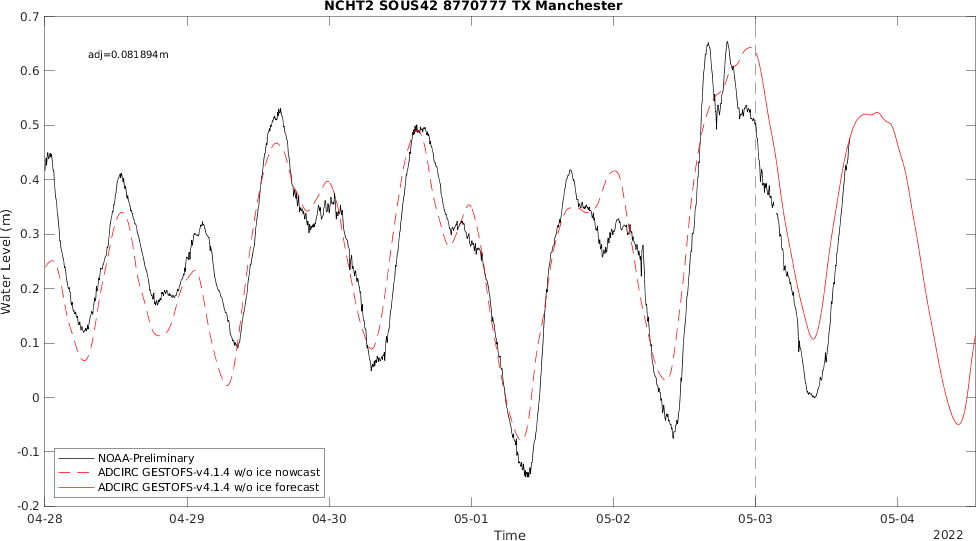 NCHT2 SOUS42 8770777 TX Manchester
0.7
adj=0.081894m
0.6
0.5
0.4
0.3
0.2
0.1
0
-0.1
-0.2
Water Level (m)
NOAA-Preliminary
ADCIRC GESTOFS-v4.1.4 w/o ice nowcast
ADCIRC GESTOFS-v4.1.4 w/o ice forecast
04-28 04-29 04-30 05-01 05-02 05-03 05-04
Time
2022